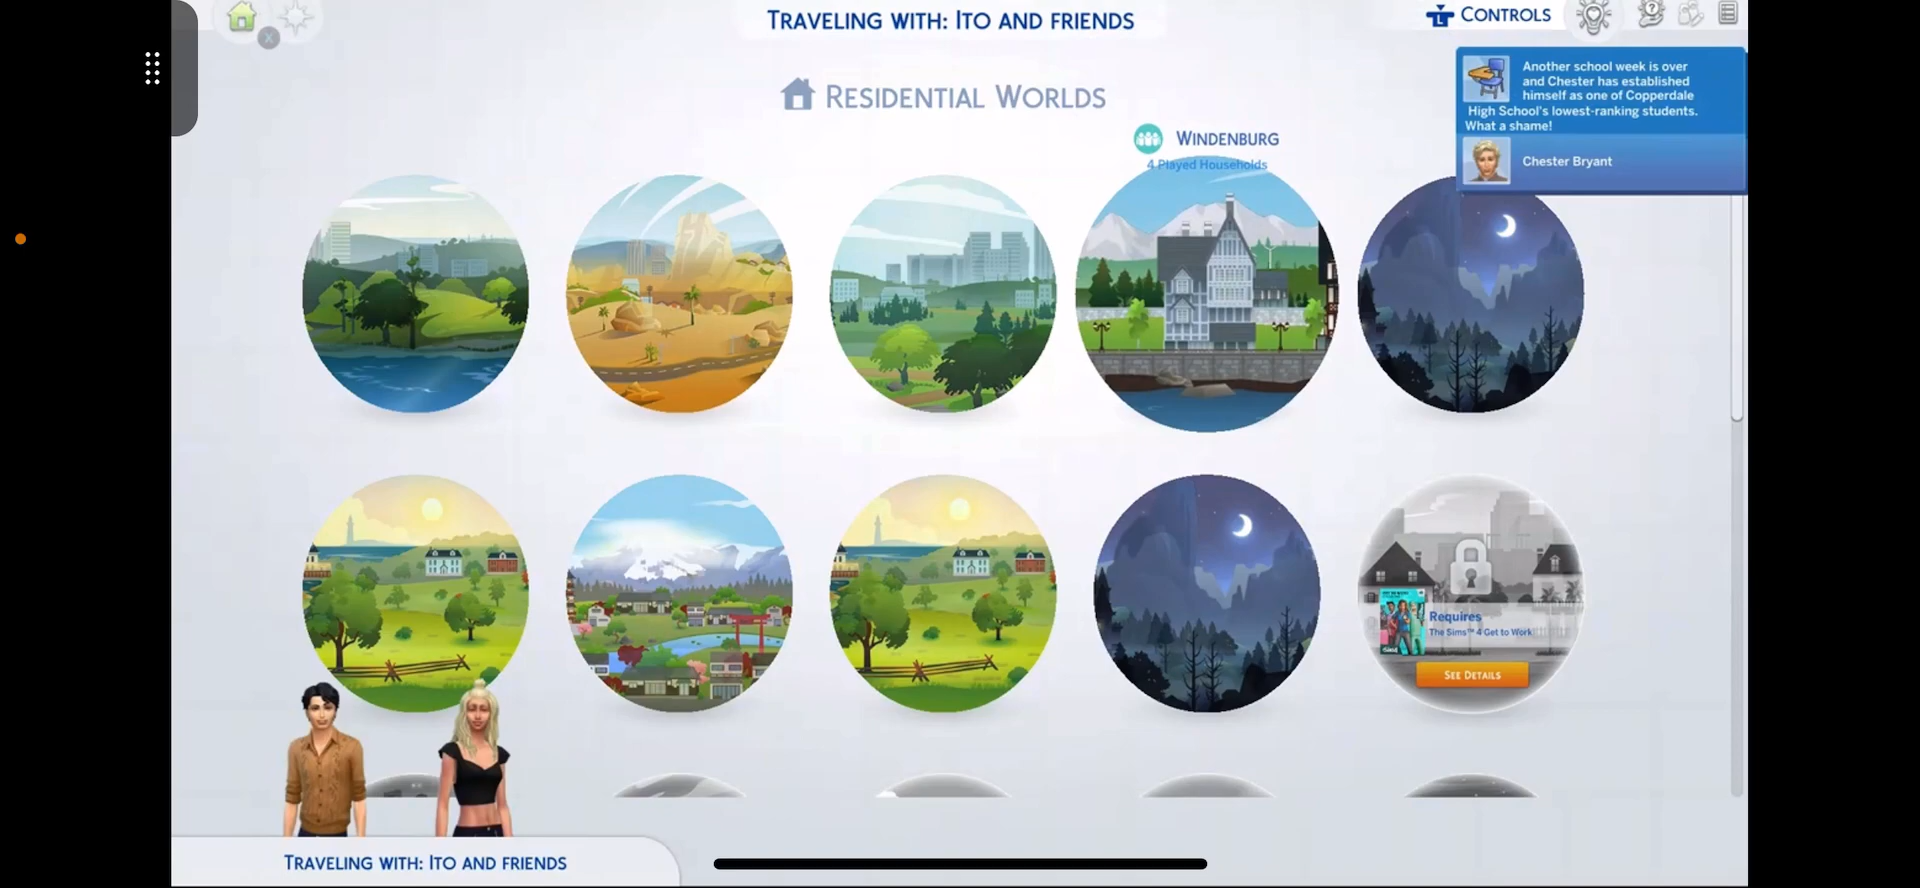 TRAVELING WITH: ITO AND FRIENDS
L CONTROLS
X
Another school week is over
and Chester has established
himself as one of Copperdale
High School's lowest-ranking students.
What a shame!
Chester Bryant
RESIDENTIAL WORLDS
WINDENBURG
4 Played Households
Requires
The Sims™ 4 Get to Work
SEE DETAILS
TRAVELING WITH: ITO AND FRIENDS